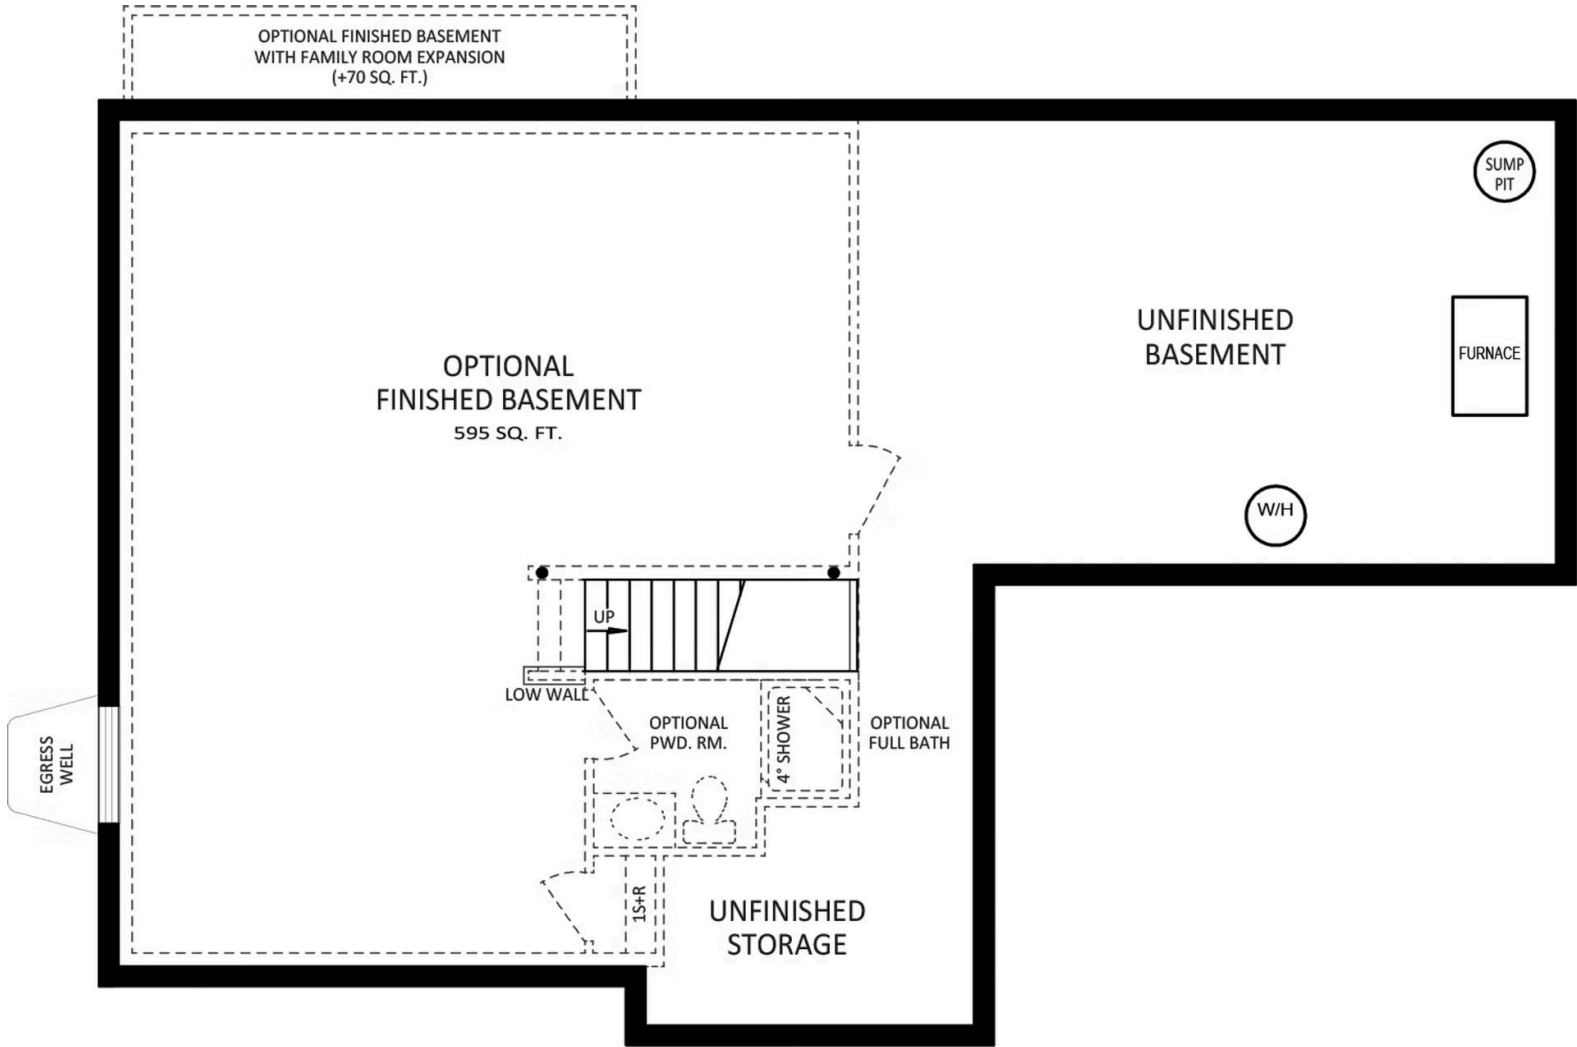 OPTIONAL FINISHED BASEMENT
WITH FAMILY ROOM EXPANSION
(+70 SQ. FT.)
SUMP
PIT
UNFINISHED
BASEMENT
FURNACE
OPTIONAL
FINISHED BASEMENT
595 SQ. FT.
W/H
UP
LOW WALL
OPTIONAL
PWD. RM.
4° SHOWER
OPTIONAL
FULL BATH
EGRESS
WELL
1S+R
UNFINISHED
STORAGE